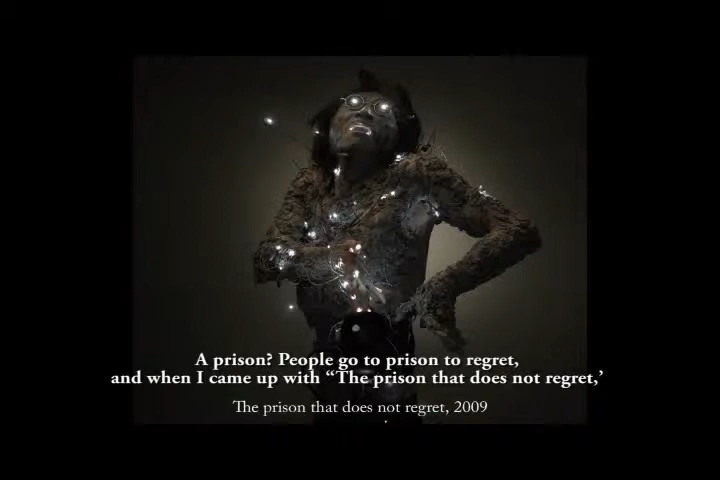 A prison? People go to prison to regret,
and when I came up with “The prison that does not regret,’
The prison that does not regret, 2009